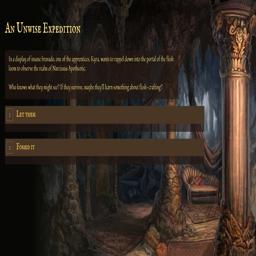 An Unwise Expedition
In a display of insane bravado, one of the apprentices, Kaya, wants to rappel down into the portal of the flesh
loom to observe the realm of Narcissus Apotheotic.
Who knows what they might see? If they survive, maybe they'll learn something about flesh-crafting?
1 Let them
2 Forbid it